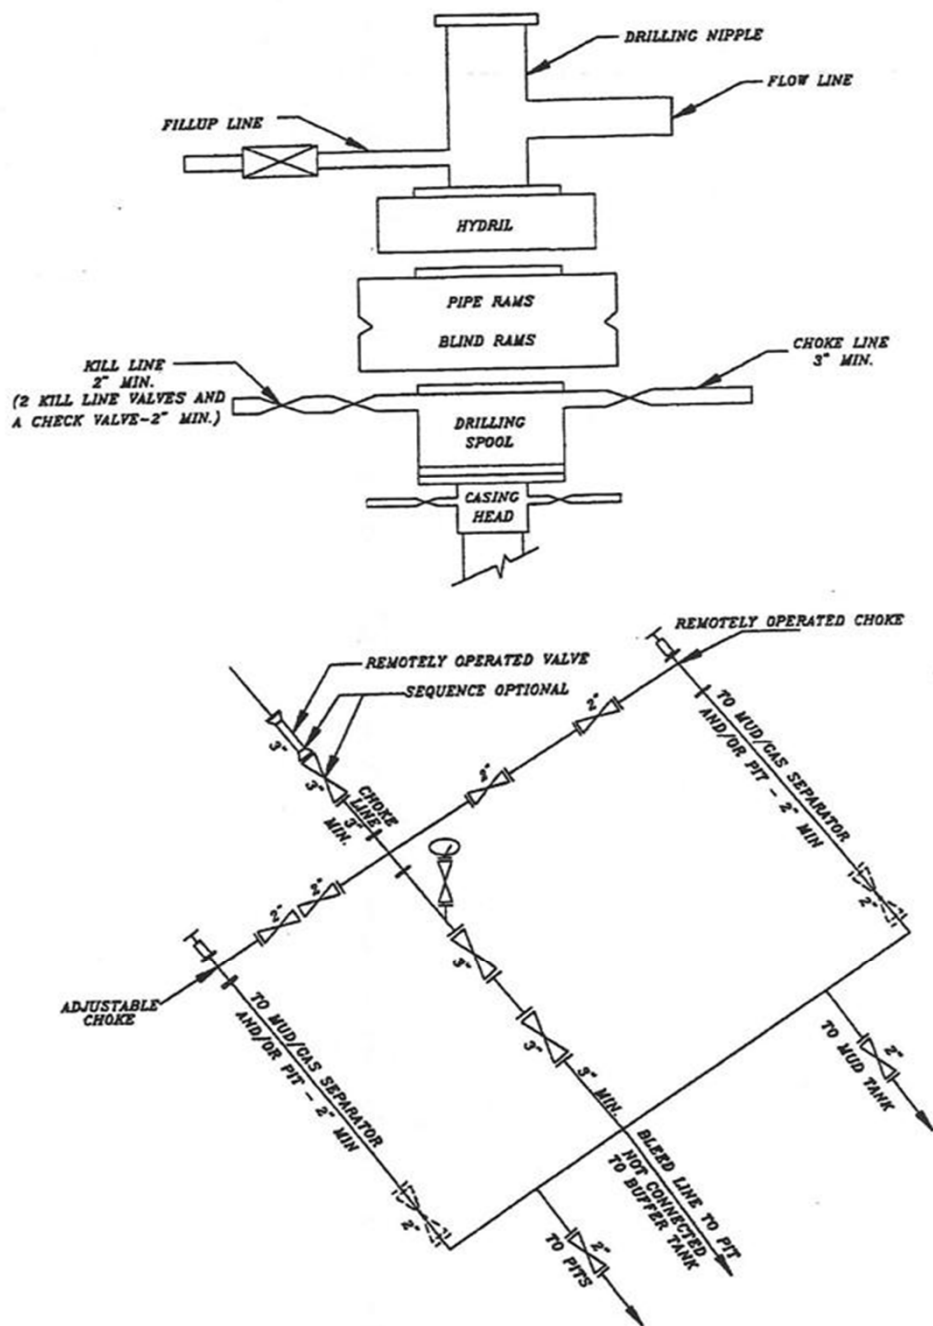 DRILLING NIPPLE
FLOW LINE
FILLUP LINE
HYDRIL
PIPE RAMS
BLIND RAMS
KILL LINE
2" MIN.
(2 KILL LINE VALVES AND
A CHECK VALVE-2" MIN.)
CHOKE LINE
3" MIN.
DRILLING
SPOOL
CASING
HEAD
REMOTELY OPERATED CHOKE
REMOTELY OPERATED VALVE
SEQUENCE OPTIONAL
3"
3"
CHOKE
LINE
3"
MIN.
2"
2"
2"
2"
TO MUD/GAS SEPARATOR
AND/OR PIT - 2" MIN
2"
3"
3"
3" MIN.
ADJUSTABLE
CHOKE
TO MUD/GAS SEPARATOR
AND/OR PIT - 2" MIN
2"
2"
TO MUD TANK
BLEED LINE TO PIT
NOT CONNECTED
TO BUFFER TANK
2"
TO PITS